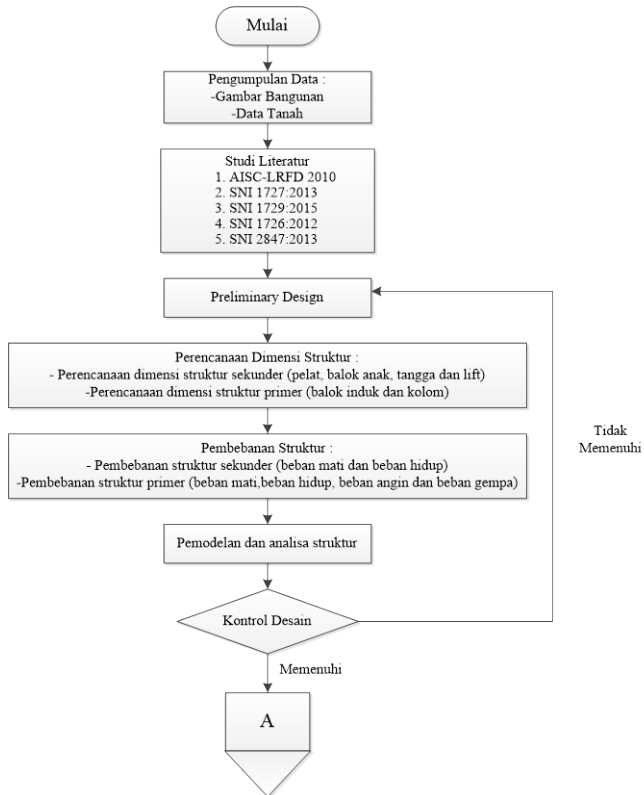 Mulai
Pengumpulan Data :
-Gambar Bangunan
-Data Tanah
Studi Literatur
1. AISC-LRFD 2010
2. SNI 1727:2013
3. SNI 1729:2015
4. SNI 1726:2012
5. SNI 2847:2013
Preliminary Design
Perencanaan Dimensi Struktur :
- Perencanaan dimensi struktur sekunder (pelat, balok anak, tangga dan lift)
-Perencanaan dimensi struktur primer (balok induk dan kolom)
Pembebanan Struktur :
- Pembebanan struktur sekunder (beban mati dan beban hidup)
-Pembebanan struktur primer (beban mati,beban hidup, beban angin dan beban gempa)
Pemodelan dan analisa struktur
Kontrol Desain
Tidak
Memenuhi
Memenuhi
A